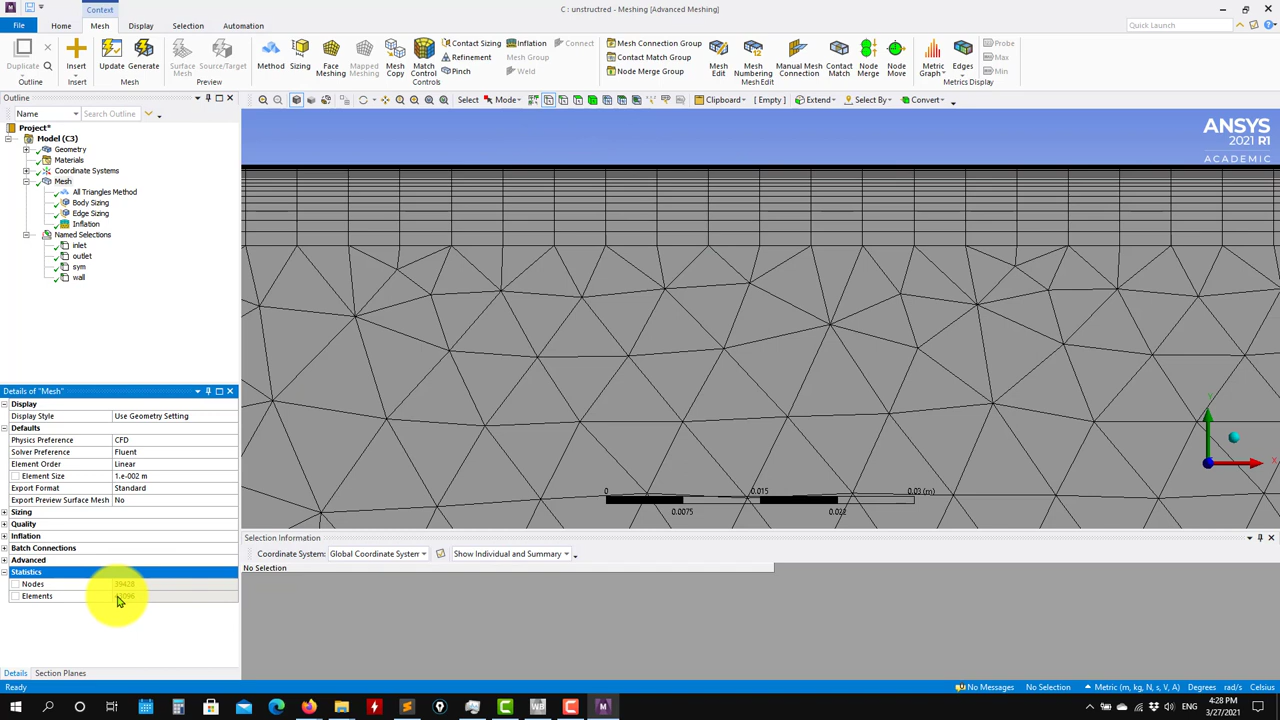 Context
C : unstructred - Meshing [Advanced Meshing]
File
Home
Mesh
Display
Selection
Automation
Quick Launch
Duplicate
Outline
Insert
Insert
Update
Generate
Mesh
Surface Mesh
Source/Target
Preview
Method
Sizing
Face Meshing
Mapped Meshing
Mesh Copy
Match Control
Contact Sizing
Refinement
Pinch
Inflation
Mesh Group
Weld
Connect
Controls
Mesh Connection Group
Contact Match Group
Node Merge Group
Mesh Edit
Mesh Numbering
Manual Mesh Connection
Contact Match
Node Merge
Node Move
Mesh Edit
Metric Graph
Edges
Probe
Max
Min
Metrics Display
Select
Mode
Clipboard
[ Empty ]
Extend
Select By
Convert
Outline
Name
Search Outline
Project*
Model (C3)
Geometry
Materials
Coordinate Systems
Mesh
All Triangles Method
Body Sizing
Edge Sizing
Inflation
Named Selections
inlet
outlet
sym
wall
ANSYS
2021 R1
ACADEMIC
Y
X
0
0.015
0.03 (m)
0.0075
0.022
Details of "Mesh"
Display
Display Style Use Geometry Setting
Defaults
Physics Preference CFD
Solver Preference Fluent
Element Order Linear
Element Size 1.e-002 m
Export Format Standard
Export Preview Surface Mesh No
Sizing
Quality
Inflation
Batch Connections
Advanced
Statistics
Nodes 39428
Elements
Details
Section Planes
Selection Information
Coordinate System: Global Coordinate System
Show Individual and Summary
No Selection
Ready
No Messages
No Selection
Metric (m, kg, N, s, V, A)
Degrees
rad/s
Celsius
ENG
4:28 PM
3/27/2021